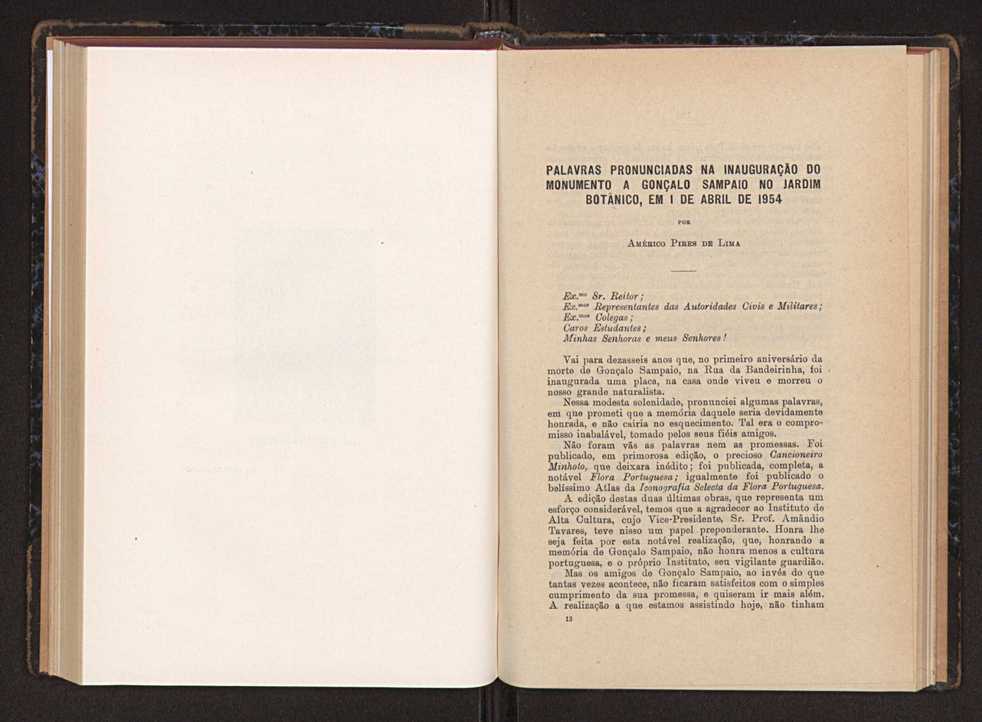 PALAVRAS PRONUNCIADAS NA INAUGURAÇÃO DO
MONUMENTO A GONÇALO SAMPAIO NO JARDIM
BOTÂNICO, EM 1 DE ABRIL DE 1954
POR
AMÉRICO PIRES DE LIMA
Ex.mo Sr. Reitor;
Ex.mos Representantes das Autoridades Civis e Militares;
Ex.mos Colegas;
Caros Estudantes;
Minhas Senhoras e meus Senhores!
Vai para dezasseis anos que, no primeiro aniversário da
morte de Gonçalo Sampaio, na Rua da Bandeirinha, foi
inaugurada uma placa, na casa onde viveu e morreu o
nosso grande naturalista.
Nessa modesta solenidade, pronunciei algumas palavras,
em que prometi que a memória daquele seria devidamente
honrada, e não cairia no esquecimento. Tal era o compro-
misso inabalável, tomado pelos seus fiéis amigos.
Não foram vãs as palavras nem as promessas. Foi
publicado, em primorosa edição, o precioso Cancioneiro
Minhoto, que deixara inédito; foi publicada, completa, a
notável Flora Portuguesa; igualmente foi publicado o
belíssimo Atlas da Iconografia Selecta da Flora Portuguesa.
A edição destas duas últimas obras, que representa um
esforço considerável, temos que a agradecer ao Instituto de
Alta Cultura, cujo Vice-Presidente, Sr. Prof. Amândio
Tavares, teve nisso um papel preponderante. Honra lhe
seja feita por esta notável realização, que, honrando a
memória de Gonçalo Sampaio, não honra menos a cultura
portuguesa, e o próprio Instituto, seu vigilante guardião.
Mas os amigos de Gonçalo Sampaio, ao invés do que
tantas vezes acontece, não ficaram satisfeitos com o simples
cumprimento da sua promessa, e quiseram ir mais além.
A realização a que estamos assistindo hoje, não tinham
13